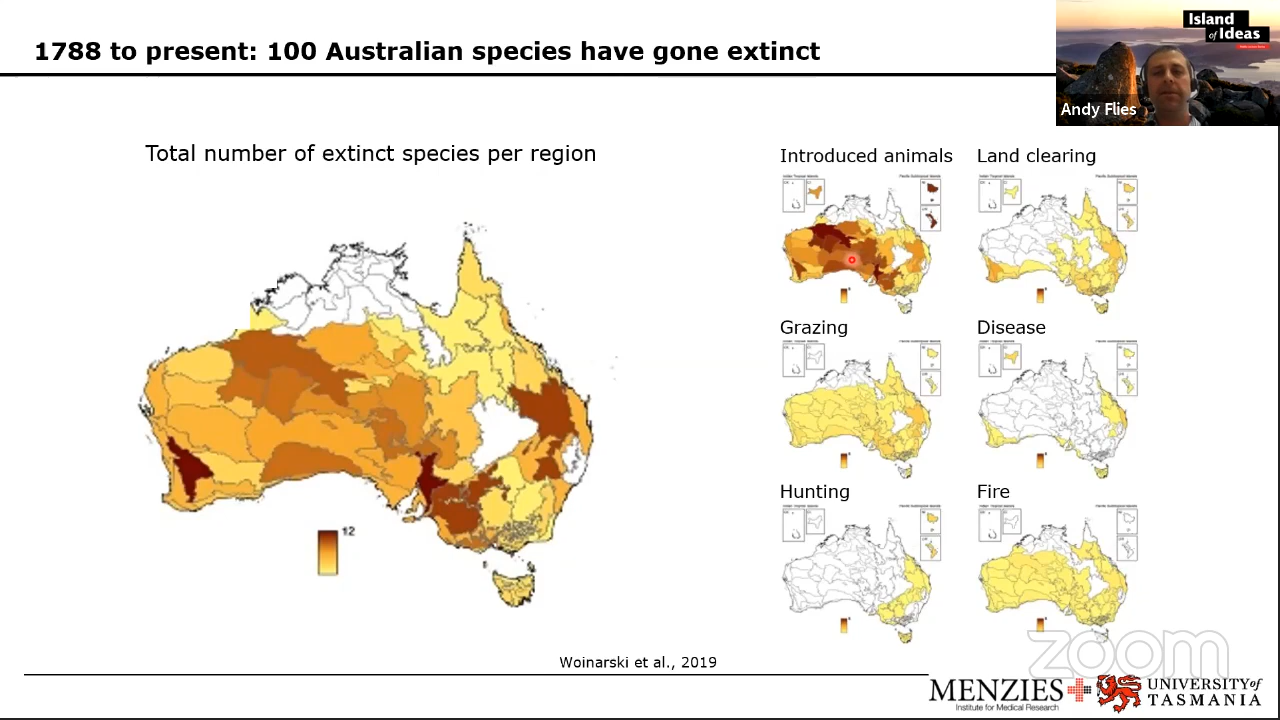 1788 to present: 100 Australian species have gone extinct
Island
of Ideas
Andy Flies
Total number of extinct species per region
12
Introduced animals
Land clearing
Grazing
Disease
Hunting
Fire
Woinarski et al., 2019
zoom
MENZIES
Institute for Medical Research
UNIVERSITY of
TASMANIA